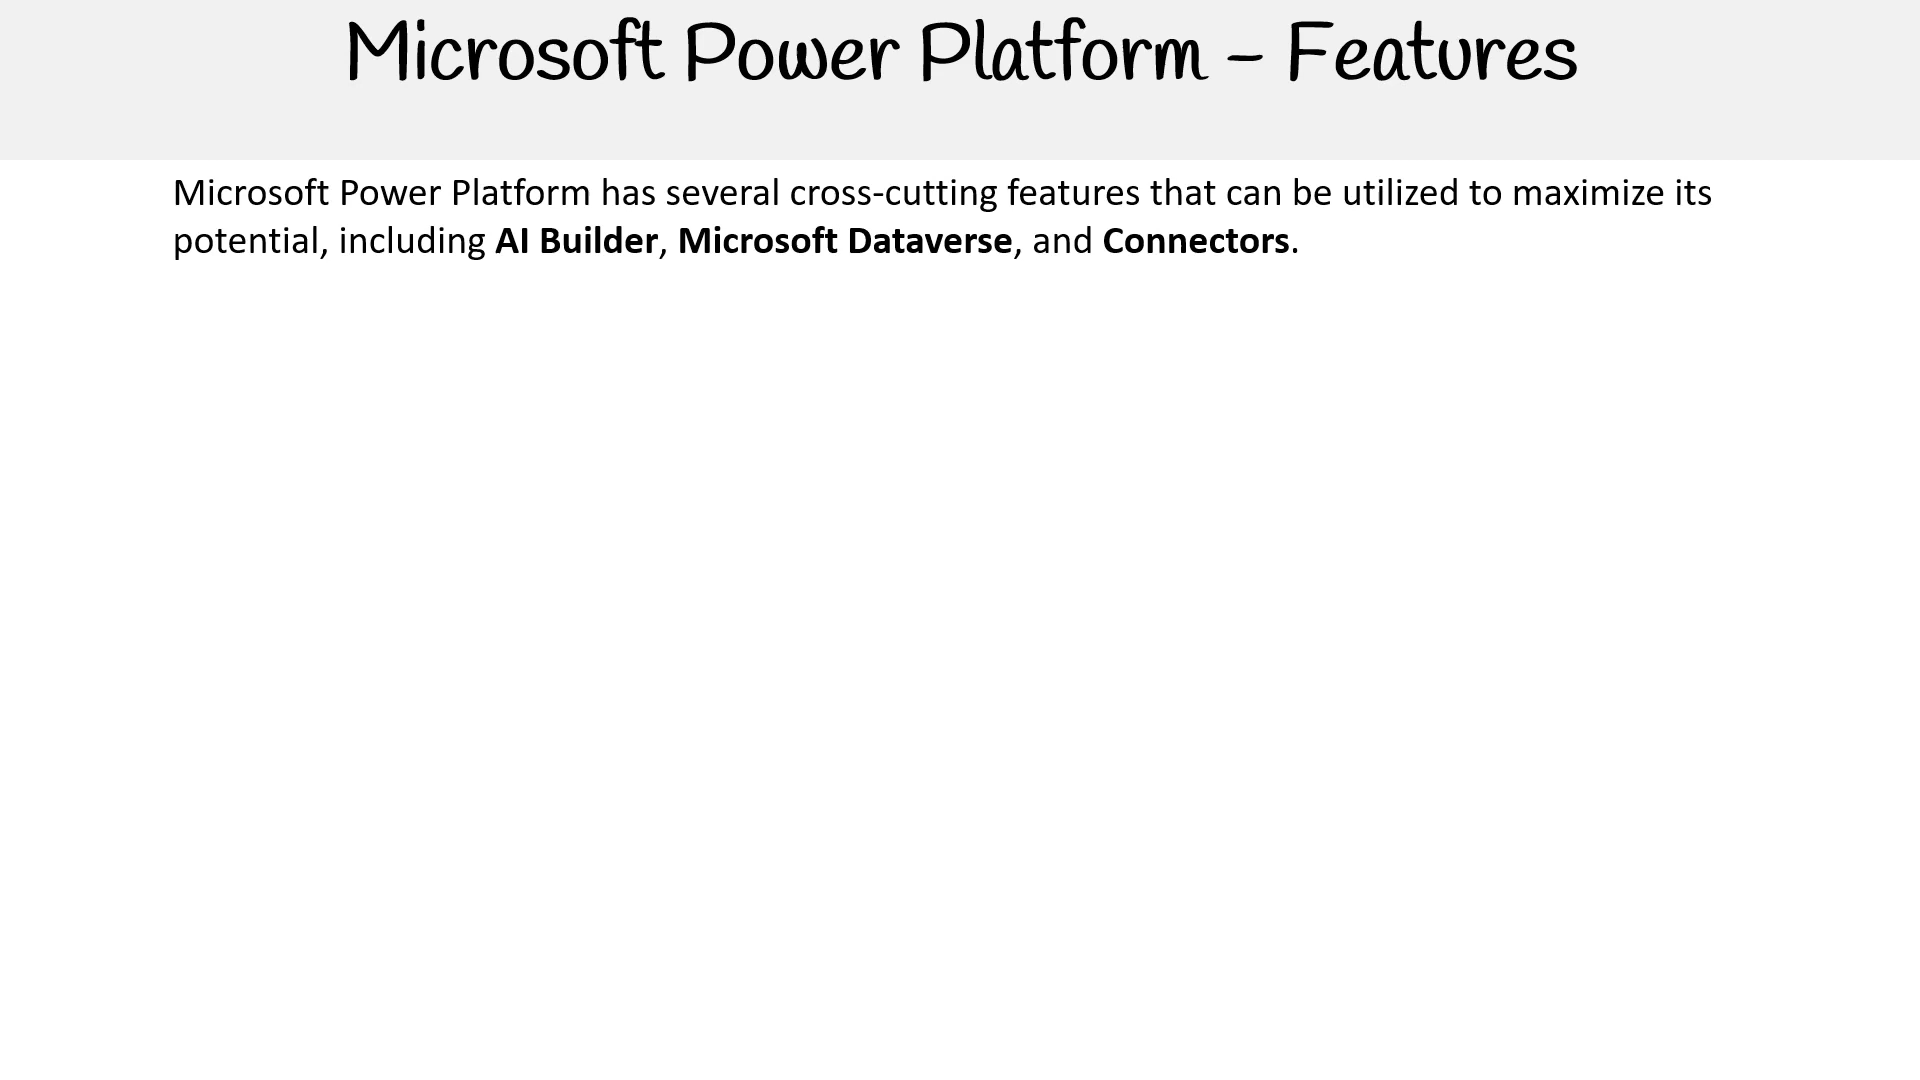 Microsoft Power Platform – Features
Microsoft Power Platform has several cross-cutting features that can be utilized to maximize its
potential, including AI Builder, Microsoft Dataverse, and Connectors.